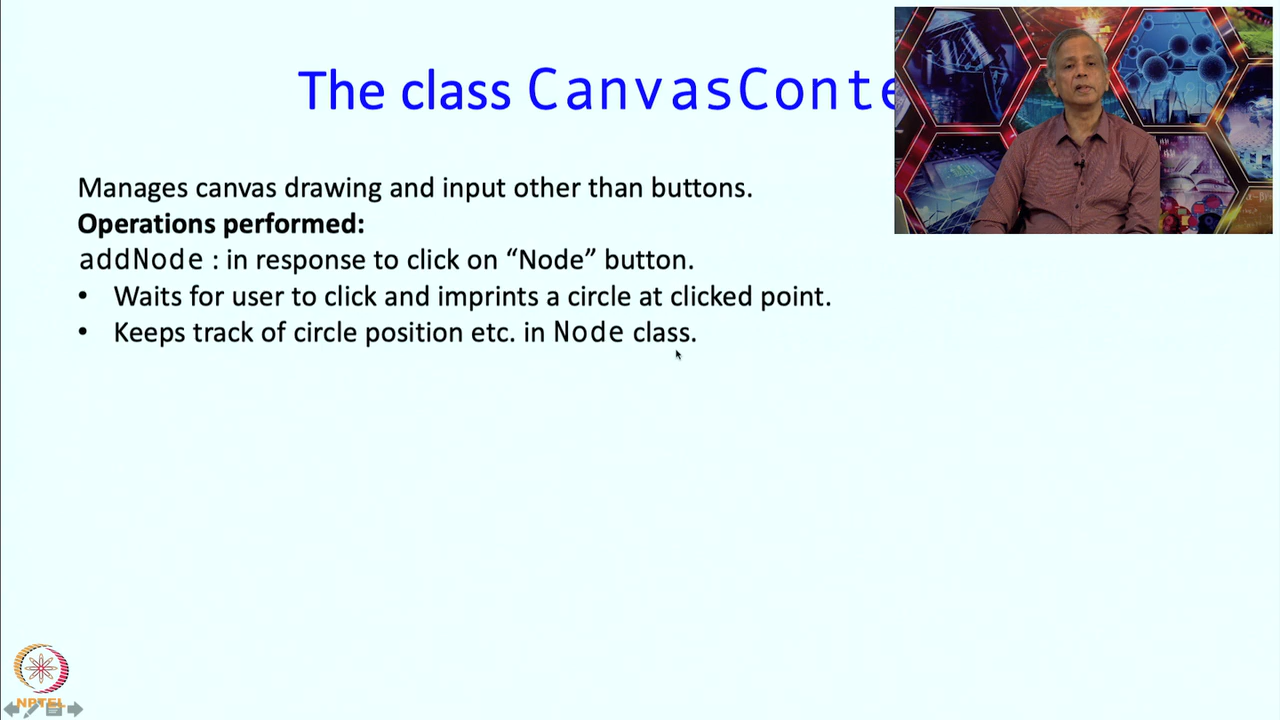 The class CanvasConte
Manages canvas drawing and input other than buttons.
Operations performed:
addNode : in response to click on “Node” button.
• Waits for user to click and imprints a circle at clicked point.
• Keeps track of circle position etc. in Node class.
NPTEL